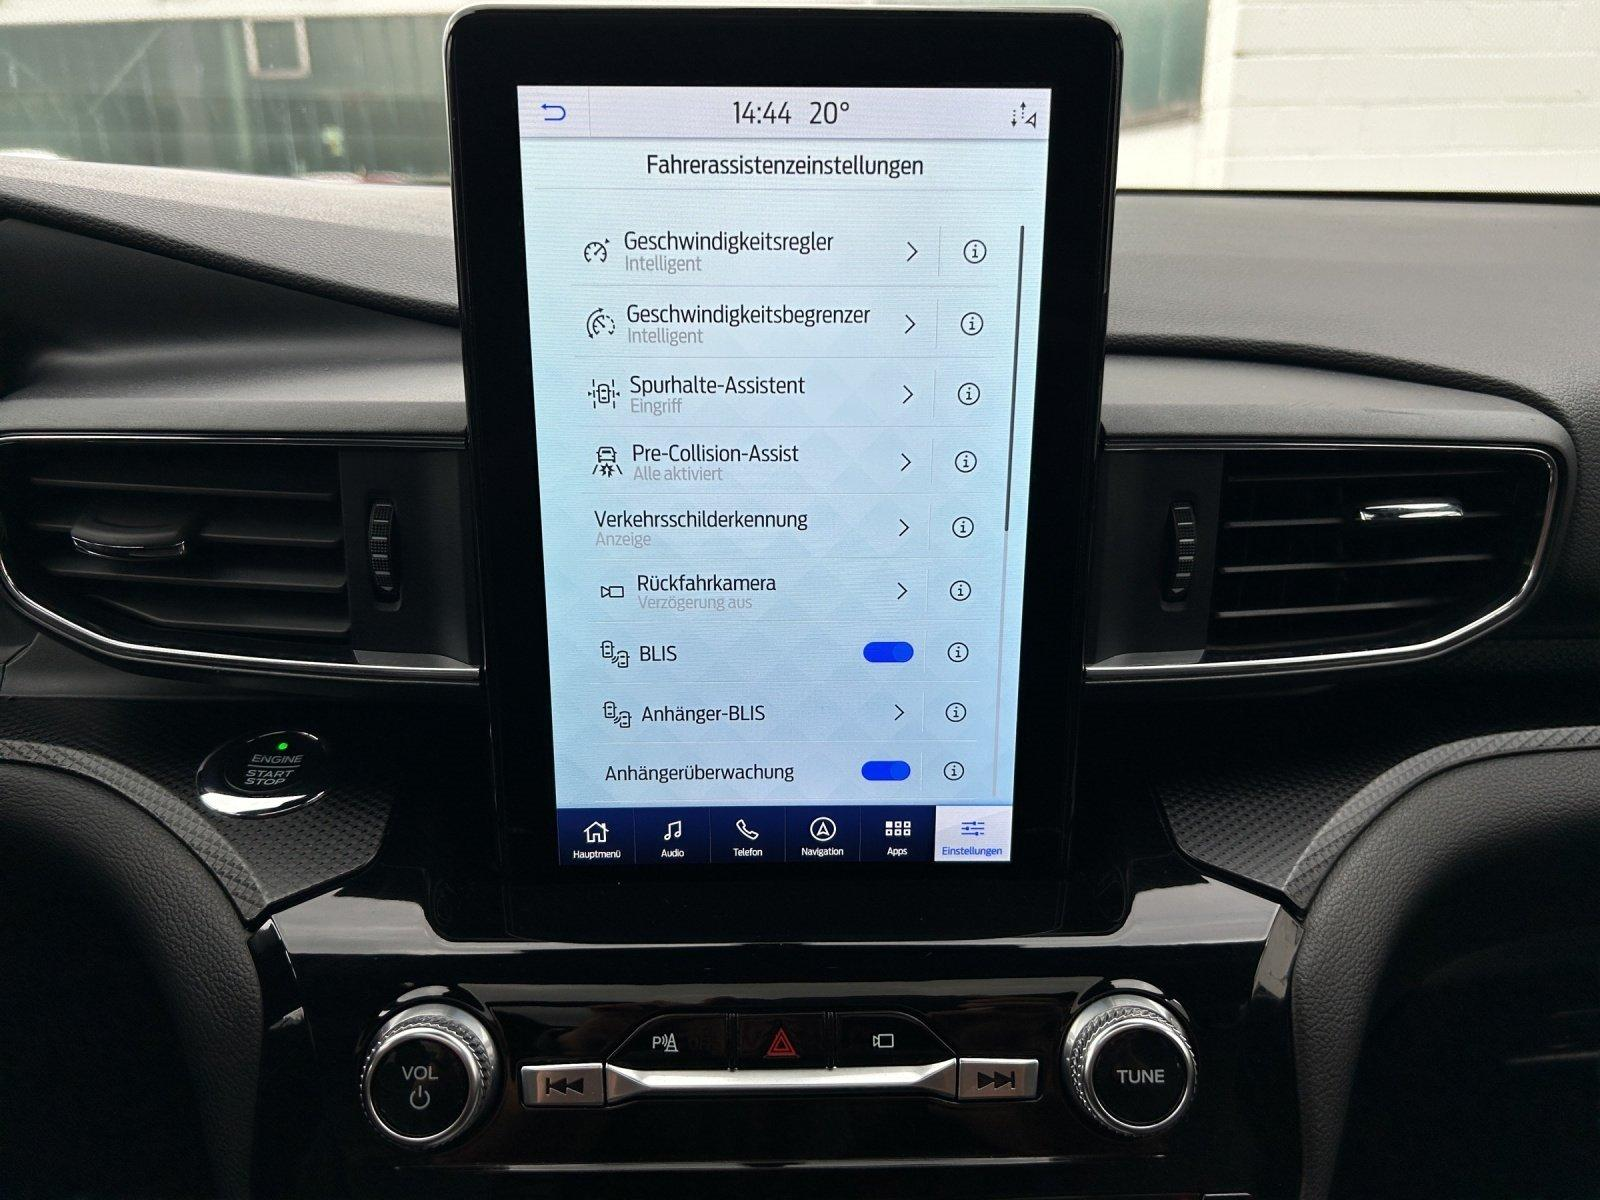 14:44 20°
Fahrerassistenzeinstellungen
Geschwindigkeitsregler
Intelligent
Geschwindigkeitsbegrenzer
Intelligent
Spurhalte-Assistent
Eingriff
Pre-Collision-Assist
Alle aktiviert
Verkehrsschilderkennung
Anzeige
Rückfahrkamera
Verzögerung aus
BLIS
Anhänger-BLIS
Anhängerüberwachung
Hauptmenü
Audio
Telefon
Navigation
Apps
Einstellungen
ENGINE
START
STOP
P
VOL
TUNE